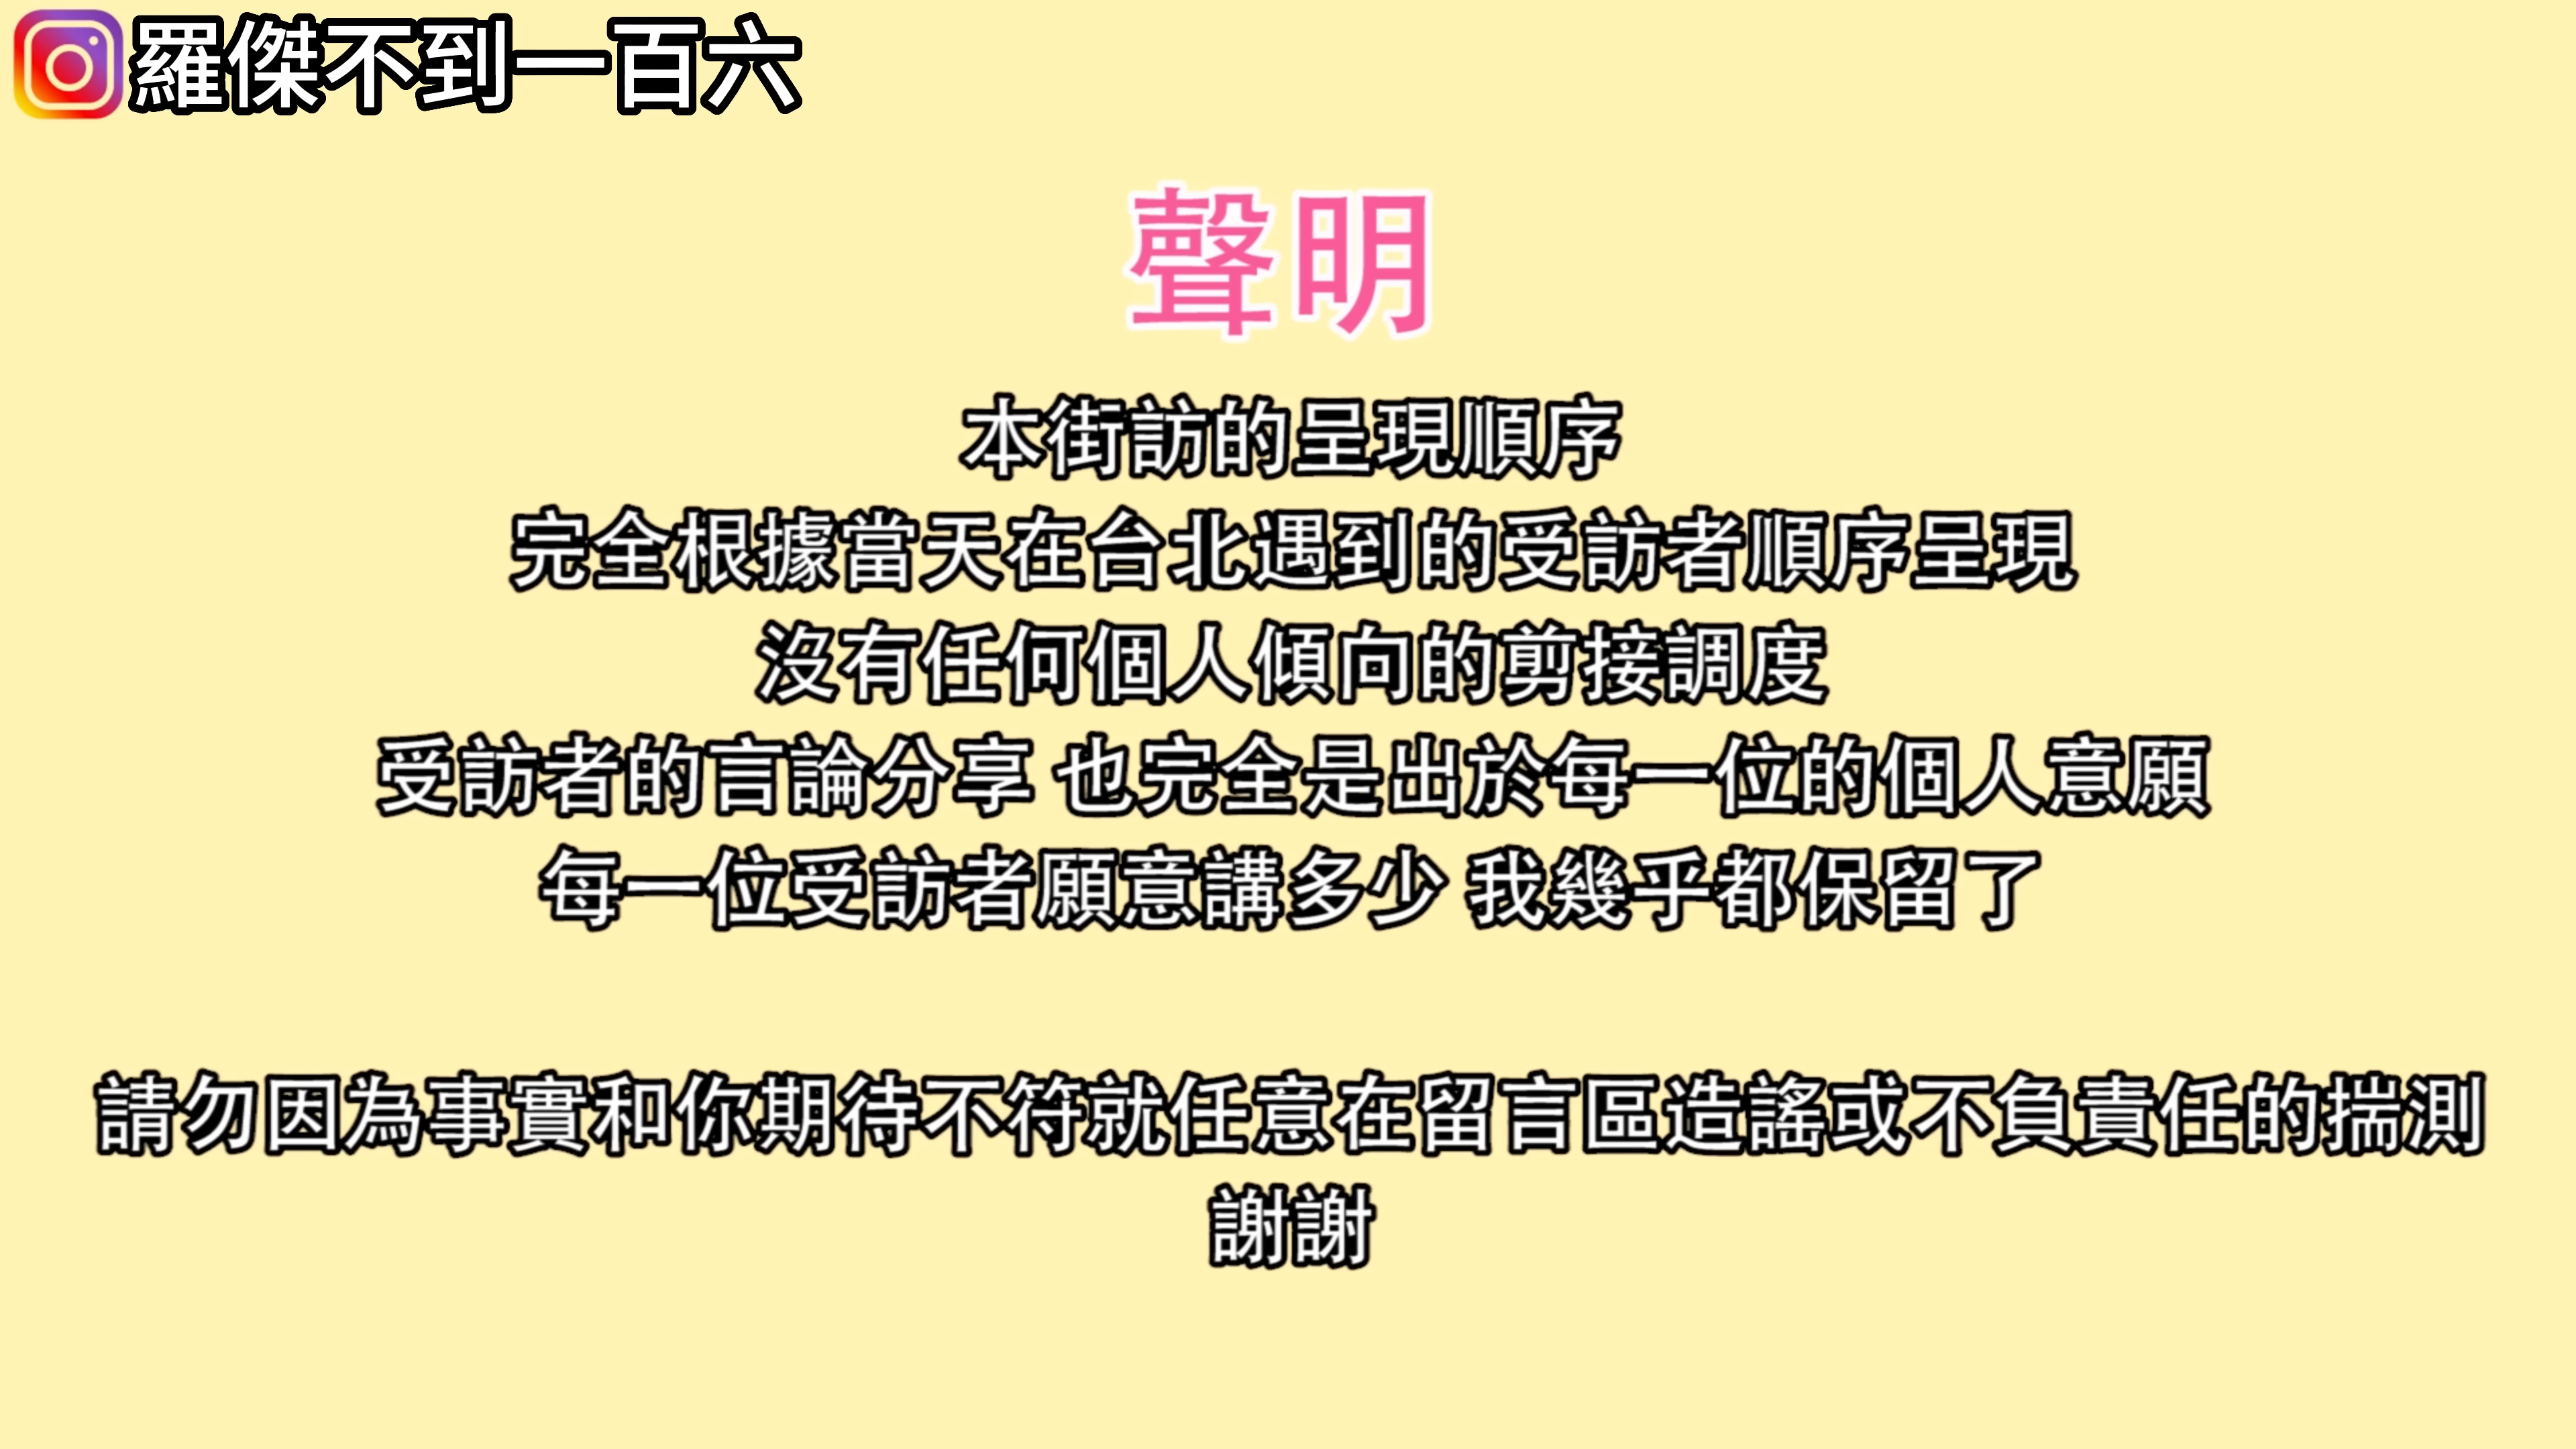 羅傑不到一百六
聲明
本街訪的呈現順序
完全根據當天在台北遇到的受訪者順序呈現
沒有任何個人傾向的剪接調度
受訪者的言論分享 也完全是出於每一位的個人意願
每一位受訪者願意講多少 我幾乎都保留了
請勿因為事實和你期待不符就任意在留言區造謠或不負責任的揣測
謝謝